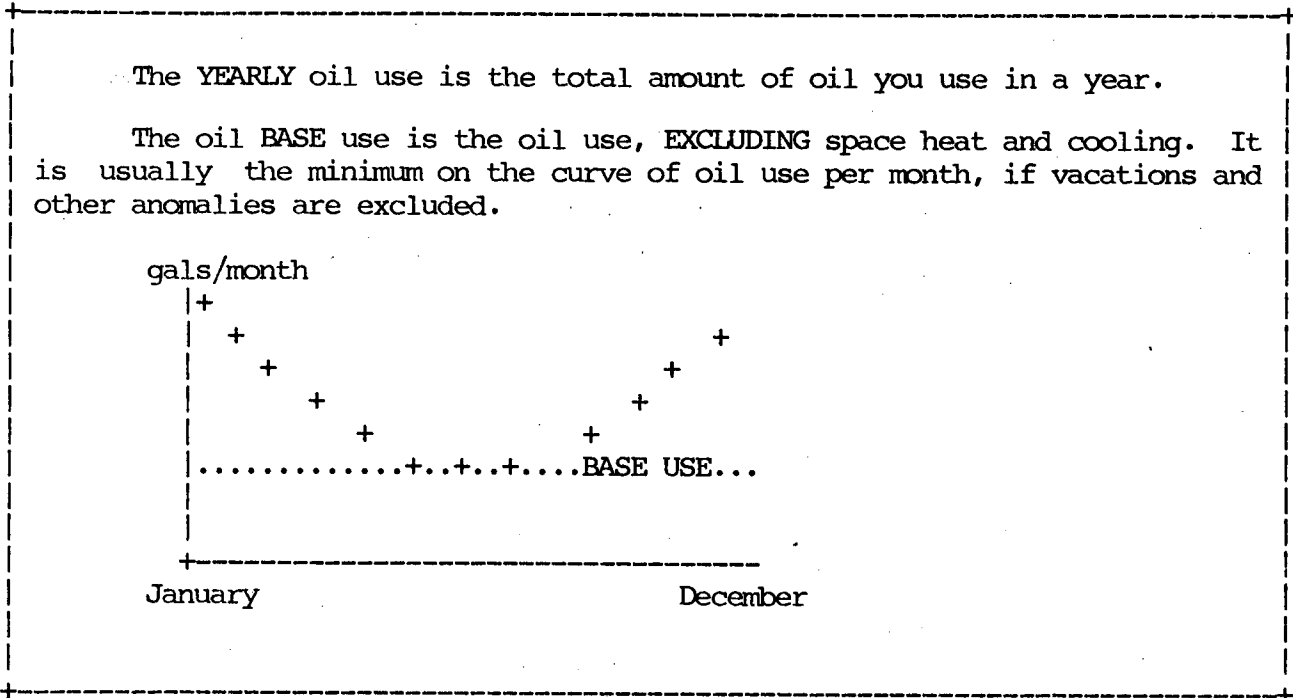 The YEARLY oil use is the total amount of oil you use in a year.
The oil BASE use is the oil use, EXCLUDING space heat and cooling. It
is usually the minimum on the curve of oil use per month, if vacations and
other anomalies are excluded.
gals/month
|+
| + +
| + +
| + +
| + +
|.............+..+..+....BASE USE...
+------------------------------------
January December